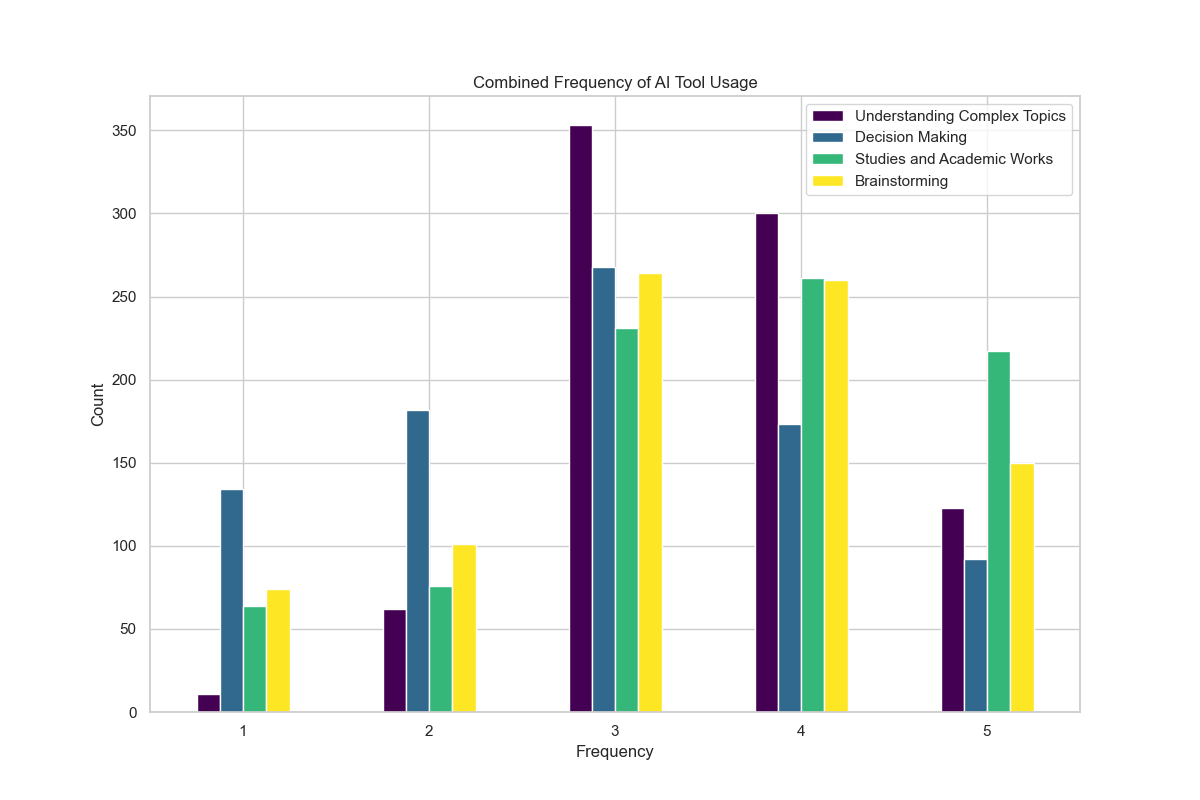 Combined Frequency of AI Tool Usage
Understanding Complex Topics
Decision Making
Studies and Academic Works
Brainstorming
350
300
250
200
150
100
50
0
Count
1 2 3 4 5
Frequency